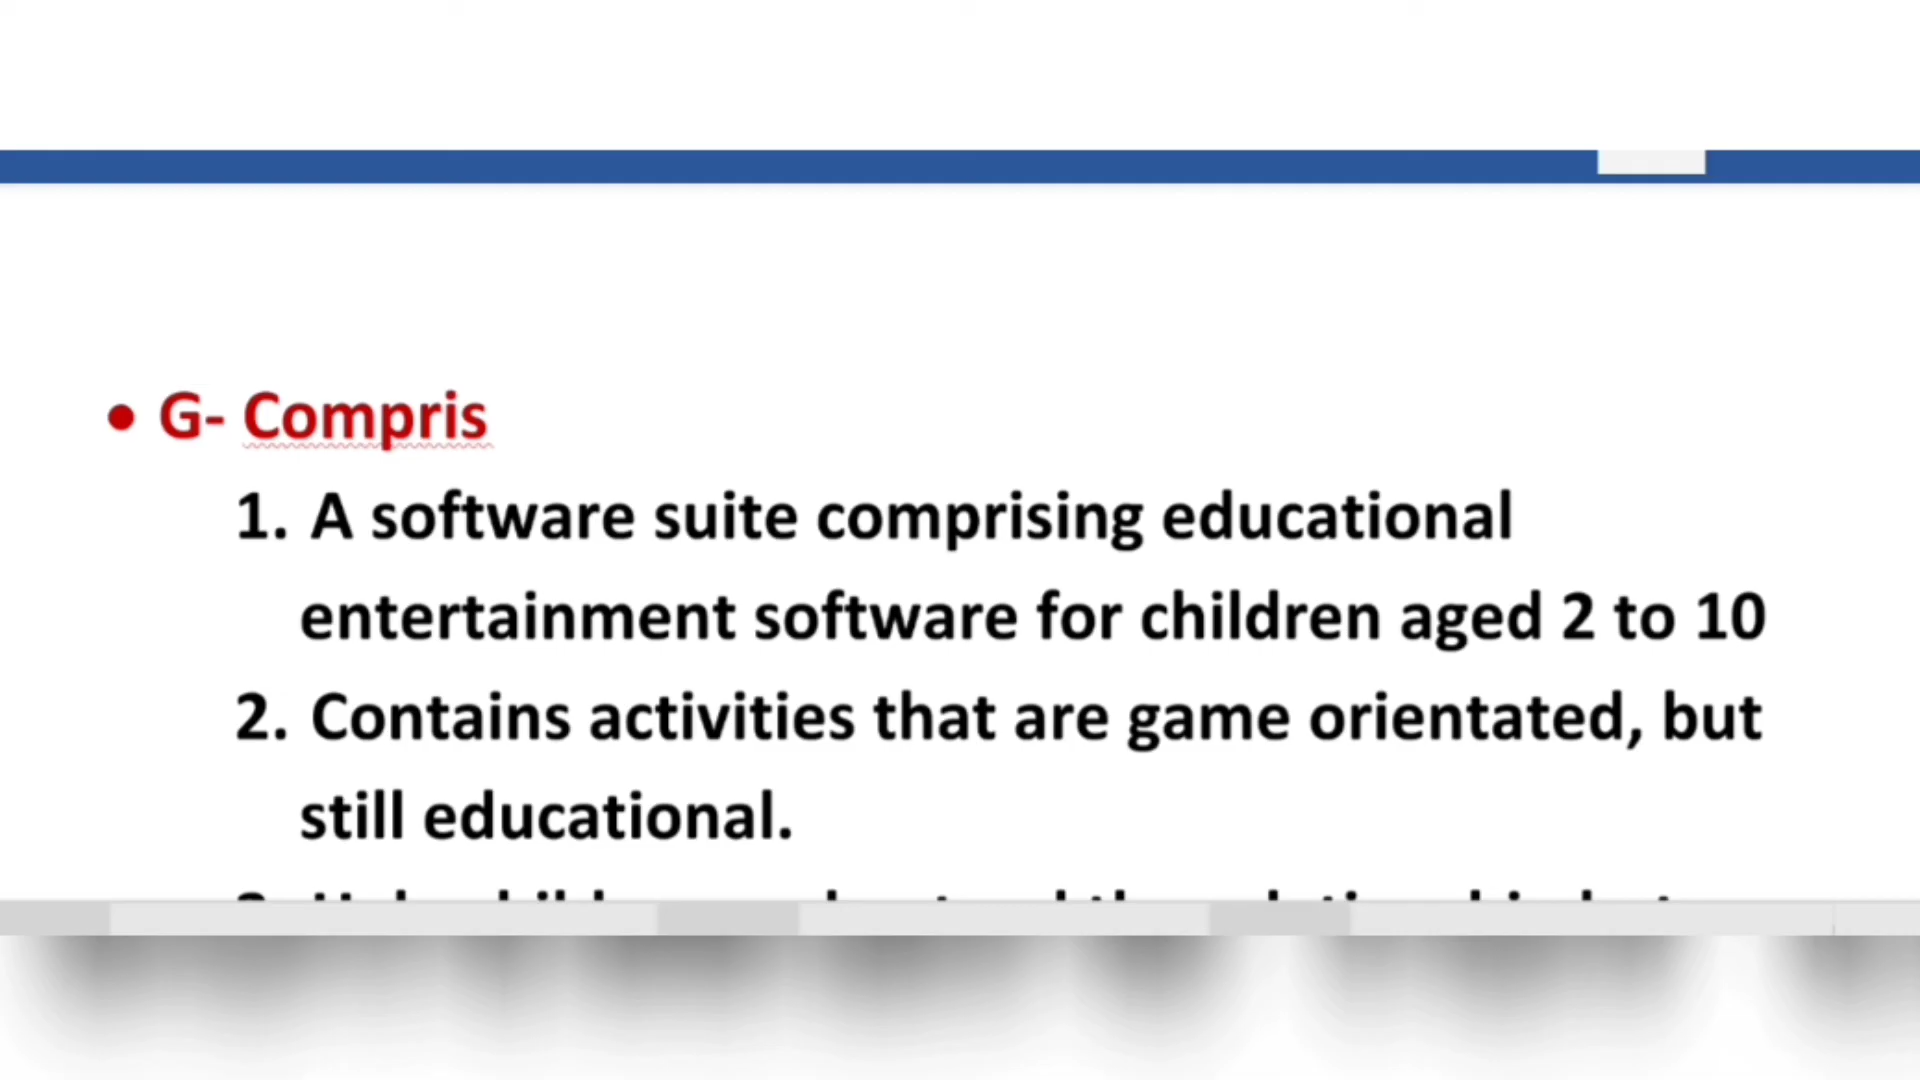 • G- Compris
1. A software suite comprising educational
entertainment software for children aged 2 to 10
2. Contains activities that are game orientated, but
still educational.